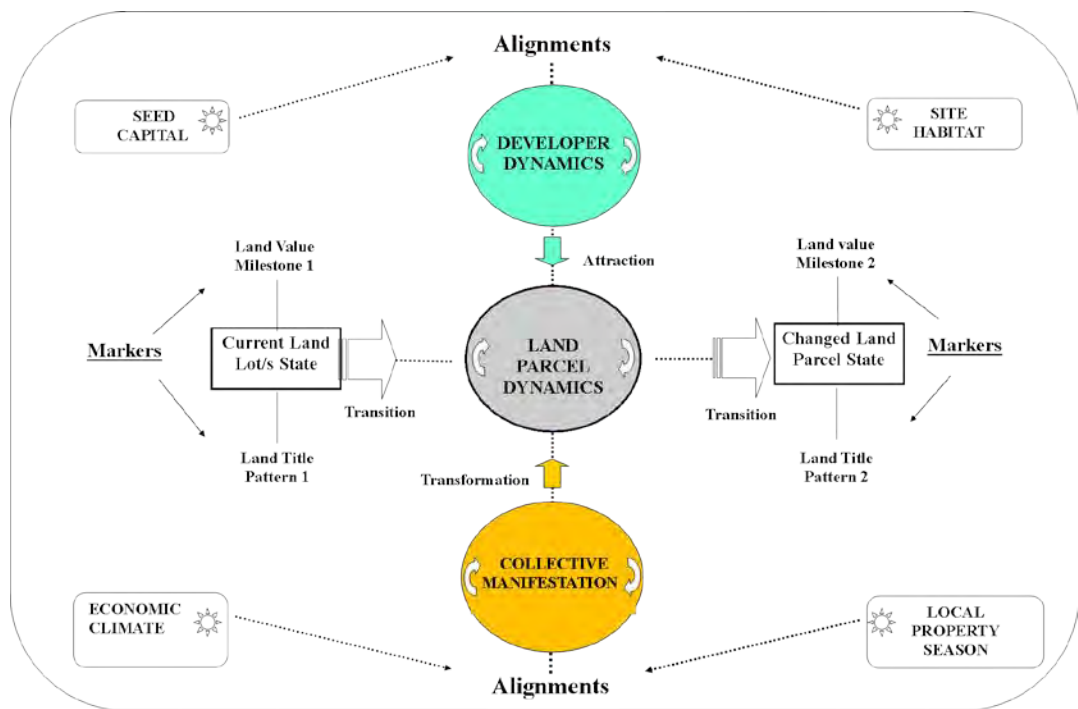 Alignments
SEED
CAPITAL
SITE
HABITAT
DEVELOPER
DYNAMICS
Land Value
Milestone 1
Attraction
Land value
Milestone 2
Markers
Current Land
Lot/s State
Transition
LAND
PARCEL
DYNAMICS
Transition
Changed Land
Parcel State
Markers
Land Title
Pattern 1
Transformation
Land Title
Pattern 2
COLLECTIVE
MANIFESTATION
ECONOMIC
CLIMATE
LOCAL
PROPERTY
SEASON
Alignments